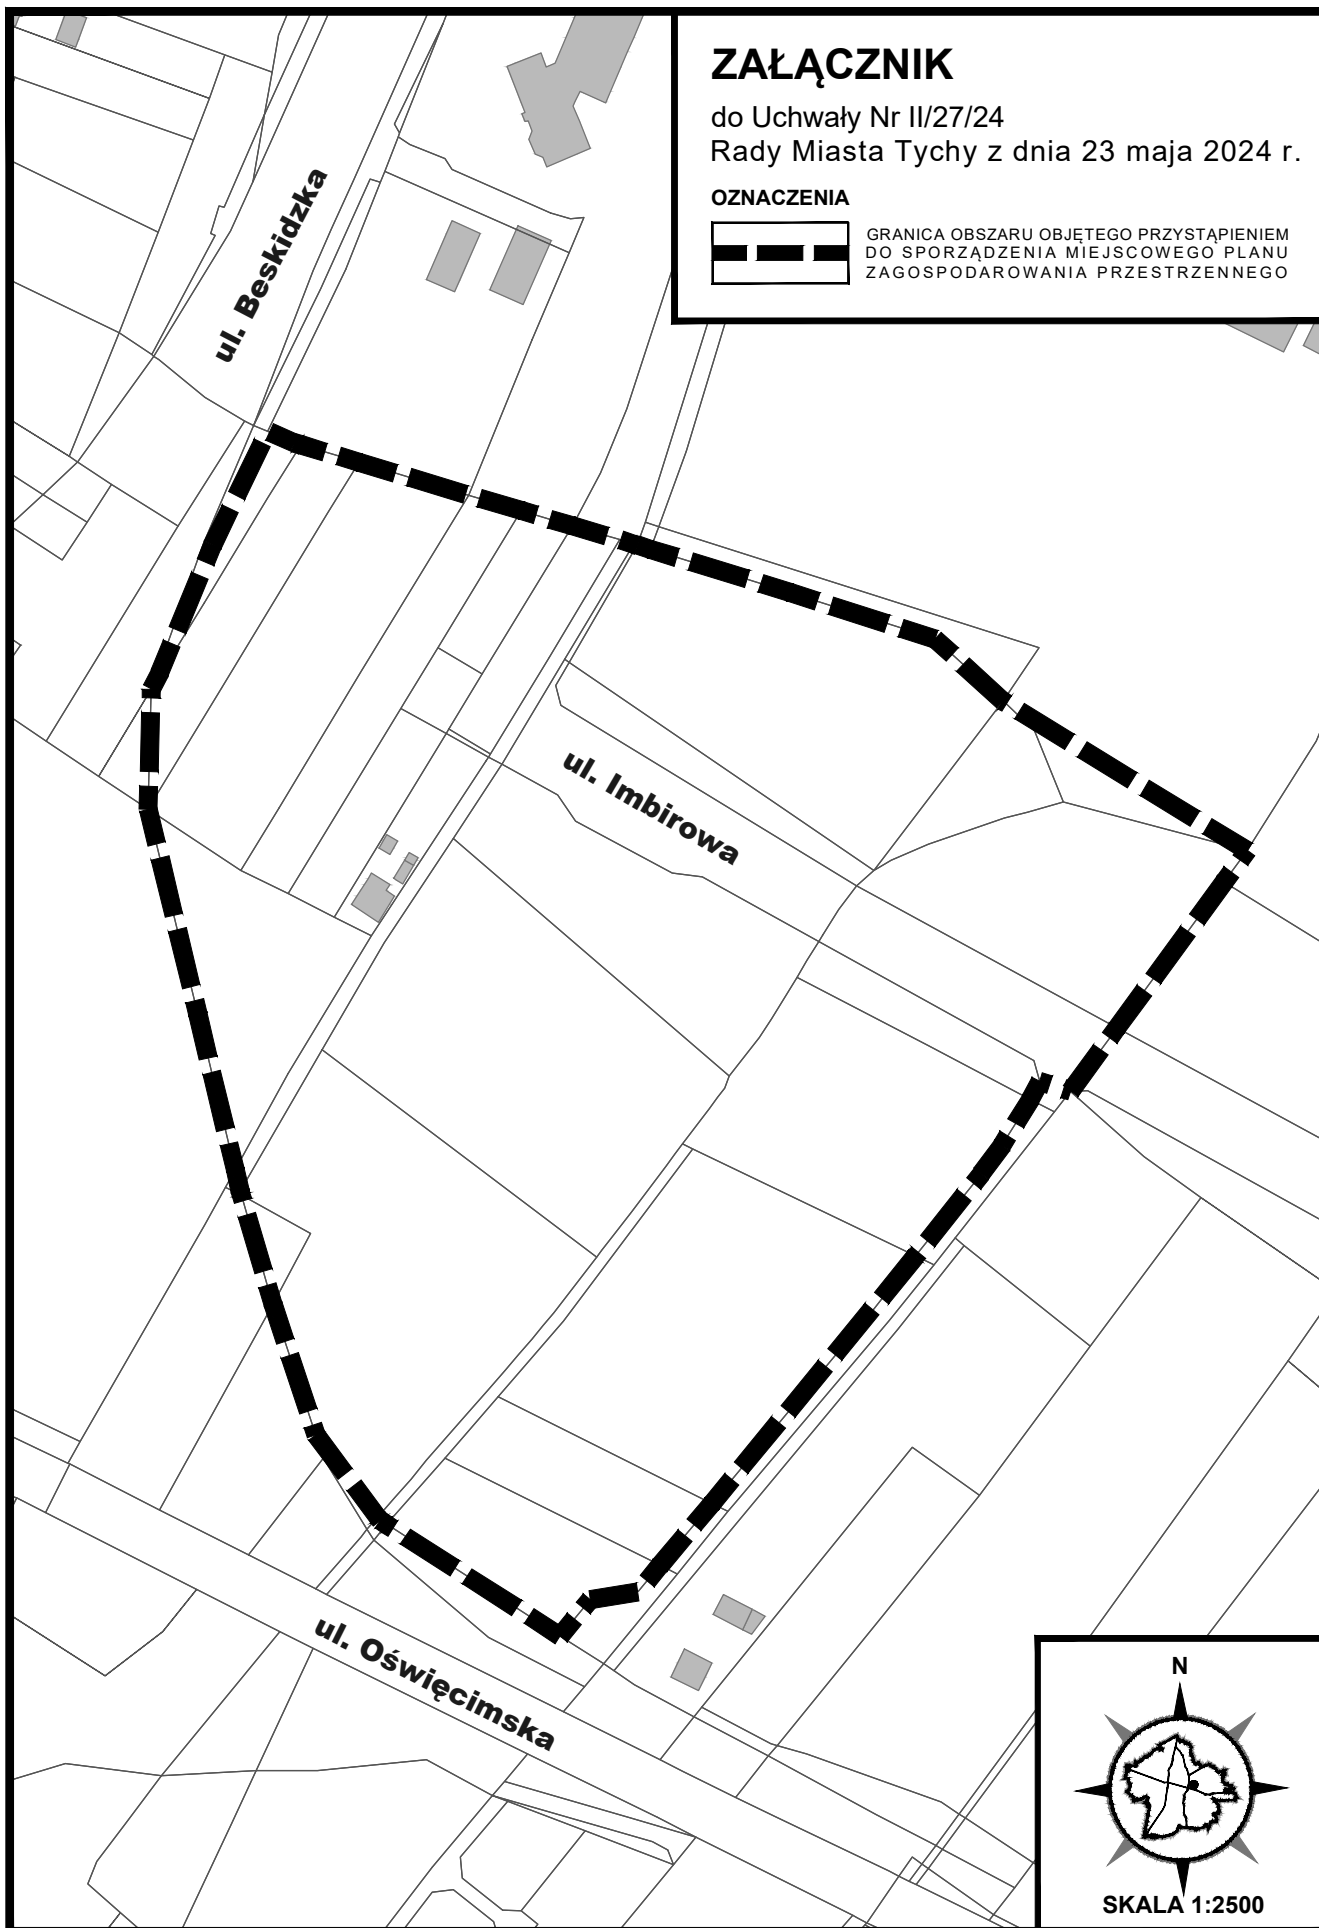 ZAŁĄCZNIK
do Uchwały Nr II/27/24
Rady Miasta Tychy z dnia 23 maja 2024 r.
OZNACZENIA
GRANICA OBSZARU OBJĘTEGO PRZYSTĄPIENIEM
DO SPORZĄDZENIA MIEJSCOWEGO PLANU
ZAGOSPODAROWANIA PRZESTRZENNEGO
ul. Beskidzka
ul. Imbirowa
ul. Oświęcimska
N
SKALA 1:2500